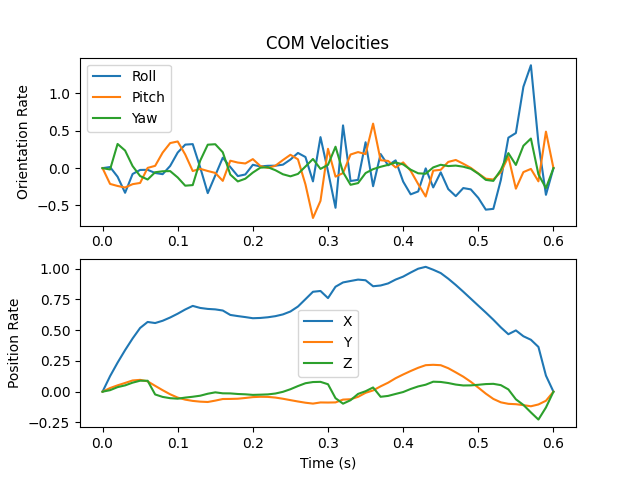 COM Velocities
Orientation Rate
1.0
0.5
0.0
−0.5
Roll
Pitch
Yaw
0.0 0.1 0.2 0.3 0.4 0.5 0.6
Position Rate
1.00
0.75
0.50
0.25
0.00
−0.25
X
Y
Z
0.0 0.1 0.2 0.3 0.4 0.5 0.6
Time (s)